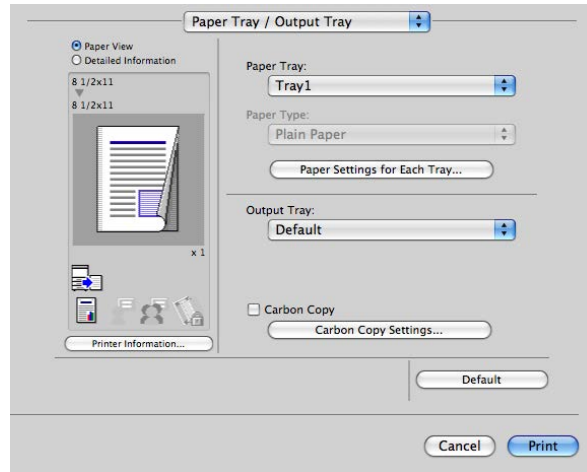 Paper Tray / Output Tray
Paper View
Detailed Information
8 1/2x11
8 1/2x11
x 1
Printer Information...
Paper Tray:
Tray1
Paper Type:
Plain Paper
Paper Settings for Each Tray...
Output Tray:
Default
Carbon Copy
Carbon Copy Settings...
Default
Cancel
Print